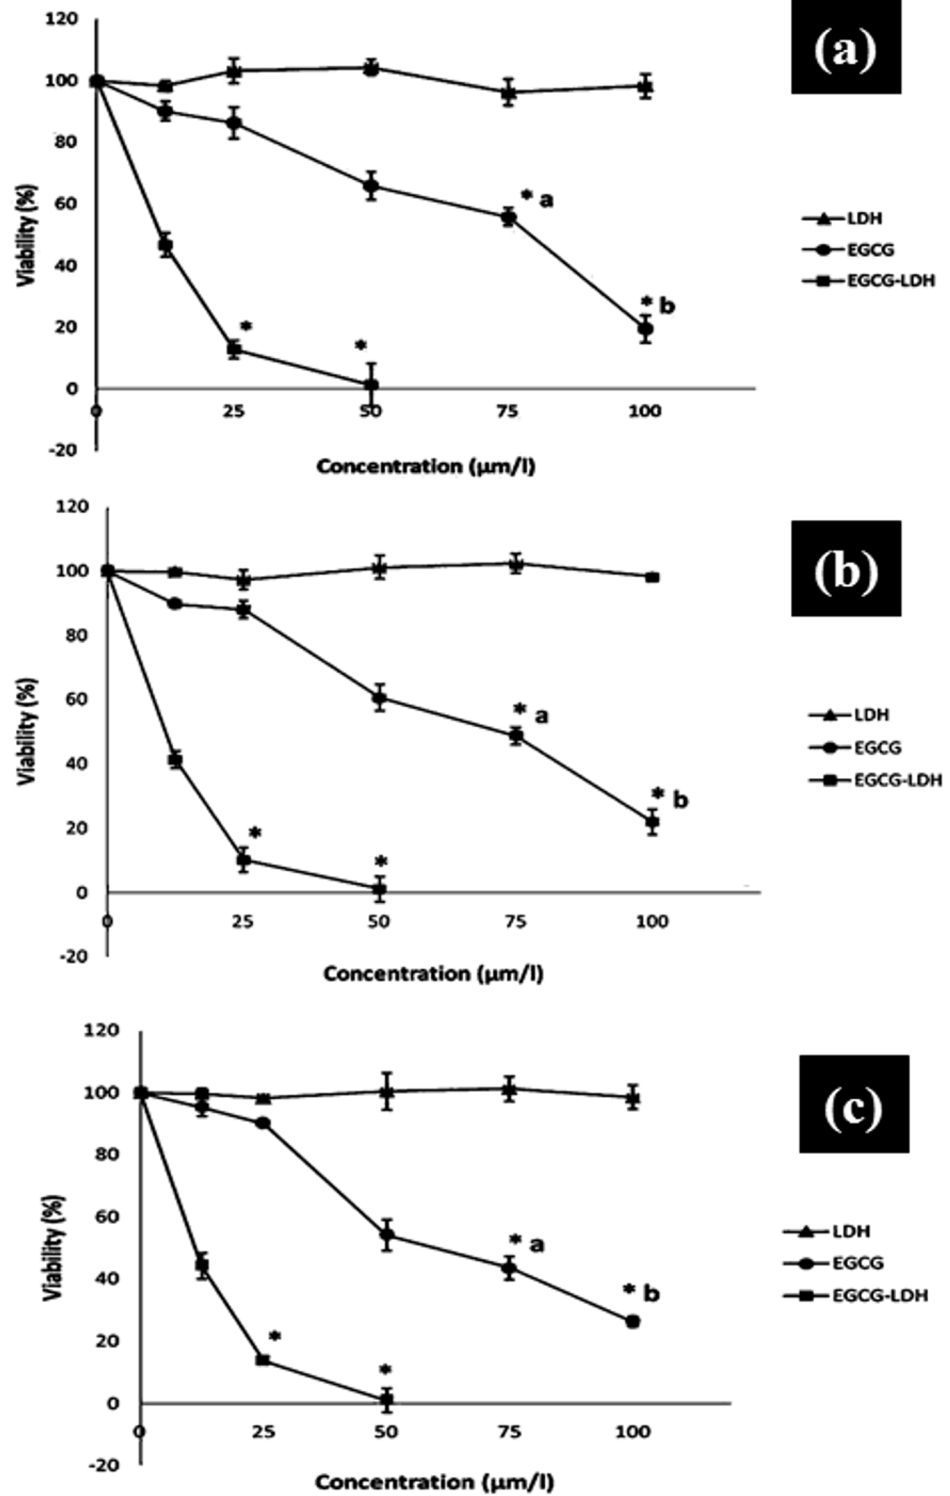 120
(a)
100
80
60
* a
LDH
EGCG
EGCG-LDH
Viability (%)
40
* b
20
*
*
0
0
25
50
75
100
-20
Concentration (µm/l)
120
(b)
100
80
60
* a
LDH
EGCG
EGCG-LDH
Viability (%)
40
* b
20
*
*
0
0
25
50
75
100
-20
Concentration (µm/l)
120
(c)
100
80
60
* a
LDH
EGCG
EGCG-LDH
Viability (%)
40
* b
20
*
*
0
0
25
50
75
100
-20
Concentration (µm/l)